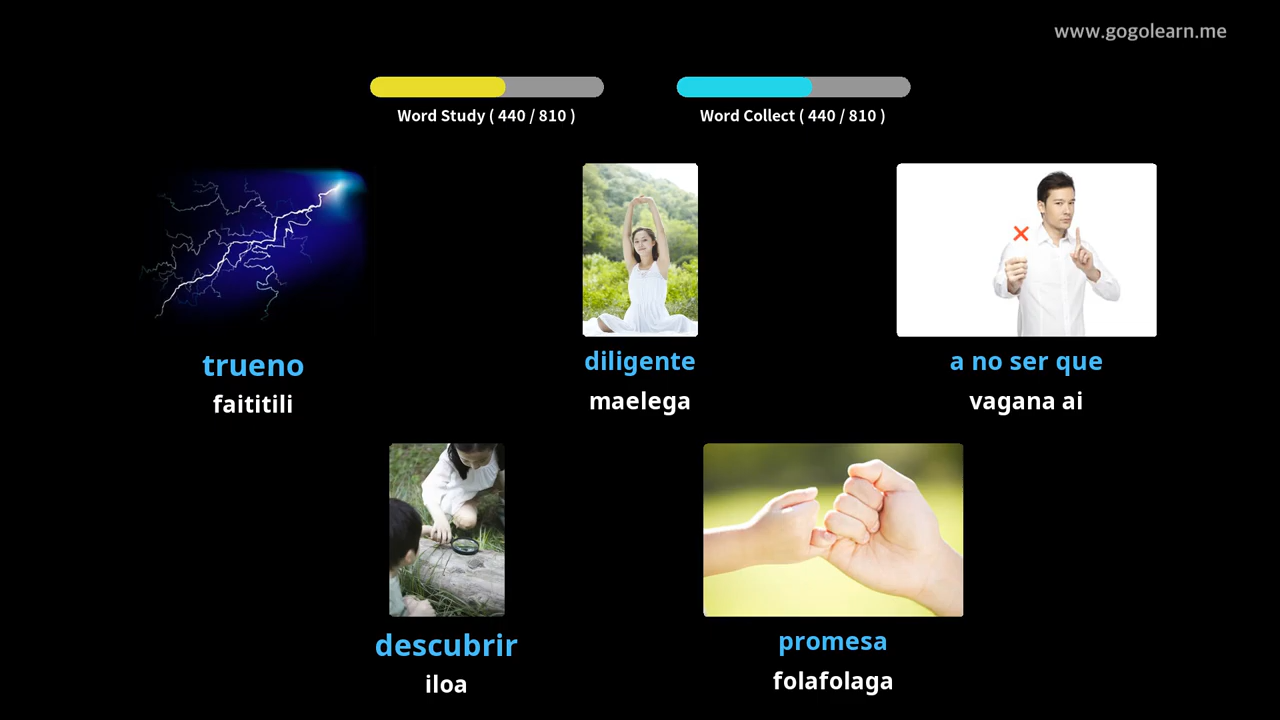 www.gogolearn.me
Word Study ( 440 / 810 )
Word Collect ( 440 / 810 )
trueno
faititili
diligente
maelega
a no ser que
vagana ai
descubrir
iloa
promesa
folafolaga